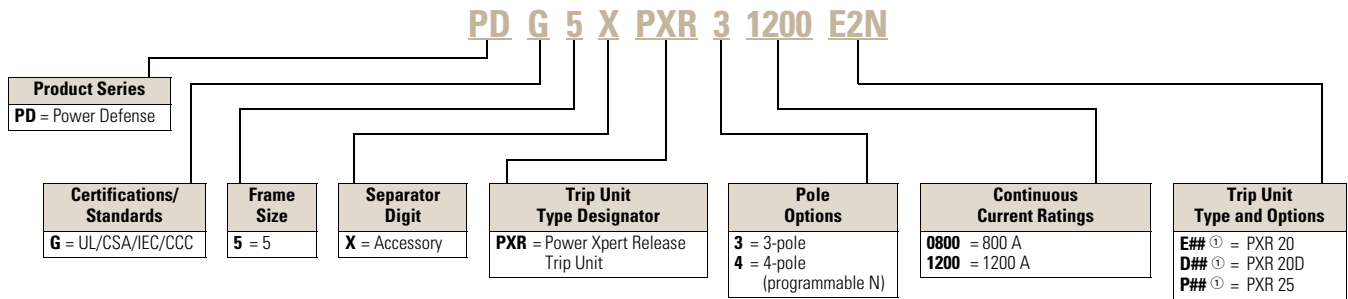 PD G 5 X PXR 3 1200 E2N
Product Series
PD = Power Defense
Certifications/
Standards
G = UL/CSA/IEC/CCC
Frame
Size
5 = 5
Separator
Digit
X = Accessory
Trip Unit
Type Designator
PXR = Power Xpert Release
Trip Unit
Pole
Options
3 = 3-pole
4 = 4-pole
(programmable N)
Continuous
Current Ratings
0800 = 800 A
1200 = 1200 A
Trip Unit
Type and Options
E## ① = PXR 20
D## ① = PXR 20D
P## ① = PXR 25